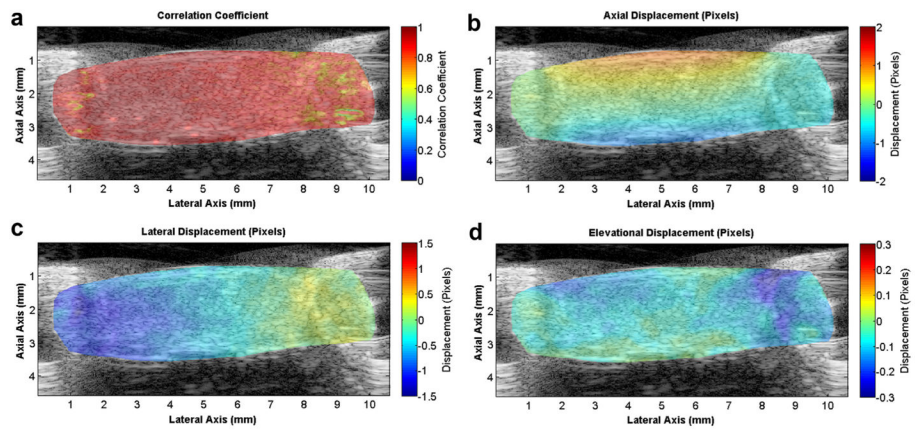 a
Correlation Coefficient
Axial Axis (mm)
1
2
3
4
1 2 3 4 5 6 7 8 9 10
Lateral Axis (mm)
1
0.8
0.6
0.4
0.2
0
Correlation Coefficient
b
Axial Displacement (Pixels)
Axial Axis (mm)
1
2
3
4
1 2 3 4 5 6 7 8 9 10
Lateral Axis (mm)
2
1
0
-1
-2
Displacement (Pixels)
c
Lateral Displacement (Pixels)
Axial Axis (mm)
1
2
3
4
1 2 3 4 5 6 7 8 9 10
Lateral Axis (mm)
1.5
1
0.5
0
-0.5
-1
-1.5
Displacement (Pixels)
d
Elevational Displacement (Pixels)
Axial Axis (mm)
1
2
3
4
1 2 3 4 5 6 7 8 9 10
Lateral Axis (mm)
0.3
0.2
0.1
0
-0.1
-0.2
-0.3
Displacement (Pixels)